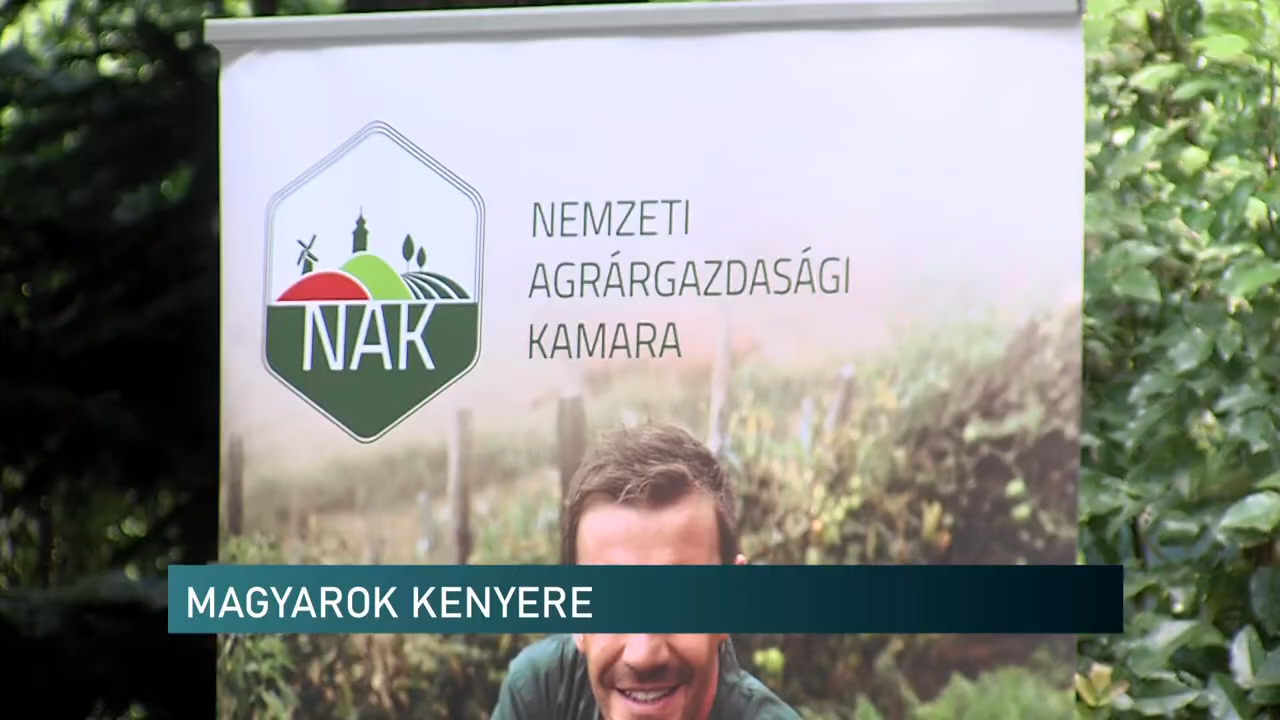 NAK
NEMZETI
AGRÁRGAZDASÁGI
KAMARA
MAGYAROK KENYERE